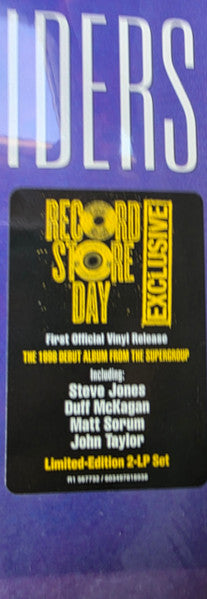 IDERS
RECORD
STORE
DAY
EXCLUSIVE
First Official Vinyl Release
THE 1996 DEBUT ALBUM FROM THE SUPERGROUP
Including:
Steve Jones
Duff McKagan
Matt Sorum
John Taylor
Limited-Edition 2-LP Set